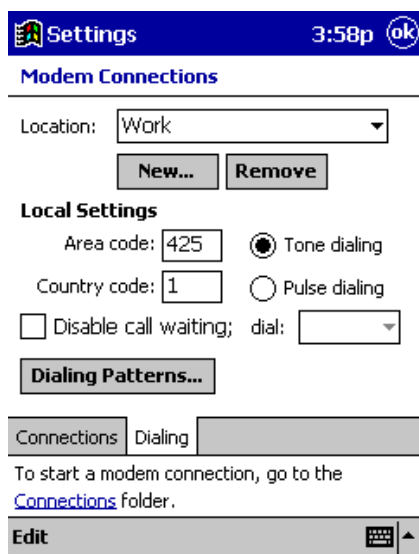 Settings 3:58p ok
Modem Connections
Location: Work
New... Remove
Local Settings
Area code: 425 Tone dialing
Country code: 1 Pulse dialing
Disable call waiting; dial:
Dialing Patterns...
Connections Dialing
To start a modem connection, go to the
Connections folder.
Edit